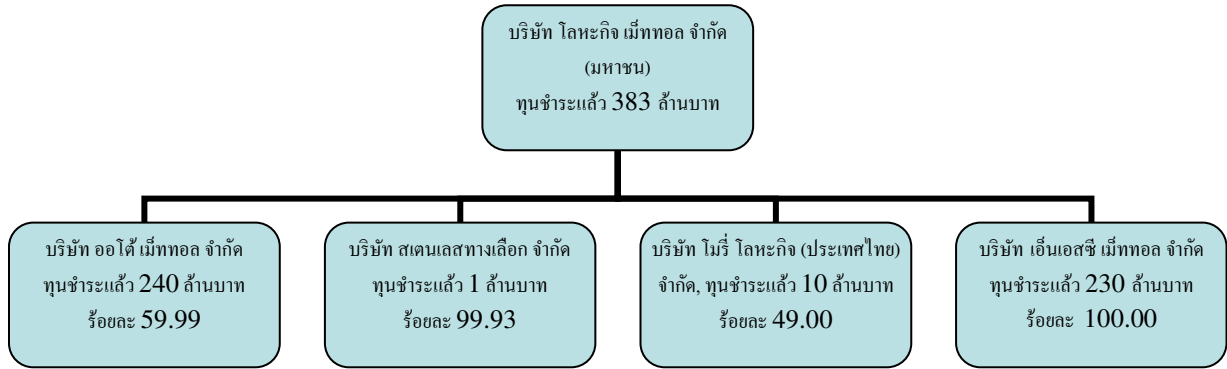 บริษัท โลหะกิจ เม็ททอล จำกัด
(มหาชน)
ทุนชำระแล้ว 383 ล้านบาท
บริษัท ออโต้ เม็ททอล จำกัด
ทุนชำระแล้ว 240 ล้านบาท
ร้อยละ 59.99
บริษัท สเตนเลสทางเลือก จำกัด
ทุนชำระแล้ว 1 ล้านบาท
ร้อยละ 99.93
บริษัท โมรี่ โลหะกิจ (ประเทศไทย)
จำกัด, ทุนชำระแล้ว 10 ล้านบาท
ร้อยละ 49.00
บริษัท เอ็นเอสซี เม็ททอล จำกัด
ทุนชำระแล้ว 230 ล้านบาท
ร้อยละ 100.00